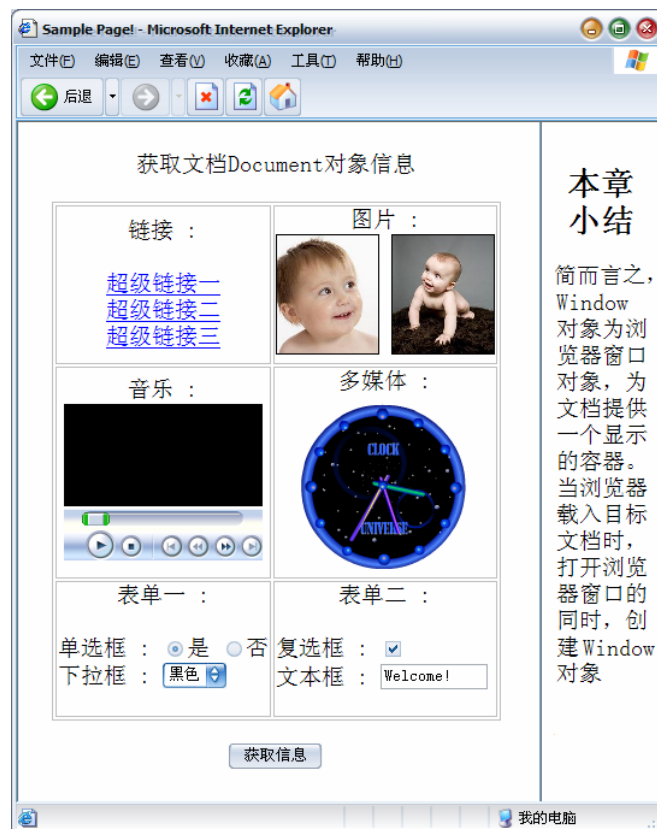 Sample Page! - Microsoft Internet Explorer
文件(F) 编辑(E) 查看(V) 收藏(A) 工具(T) 帮助(H)
后退
获取文档Document对象信息
链接 :
超级链接一
超级链接二
超级链接三
图片 :
音乐 :
多媒体 :
CLOCK
UNIVERSE
表单一 :
单选框 : 是 否
下拉框 : 黑色
表单二 :
复选框 :
文本框 : Welcome!
获取信息
本章
小结
简而言之,
Window
对象为浏
览器窗口
对象,为
文档提供
一个显示
的容器。
当浏览器
载入目标
文档时,
打开浏览
器窗口的
同时,创
建Window
对象
我的电脑